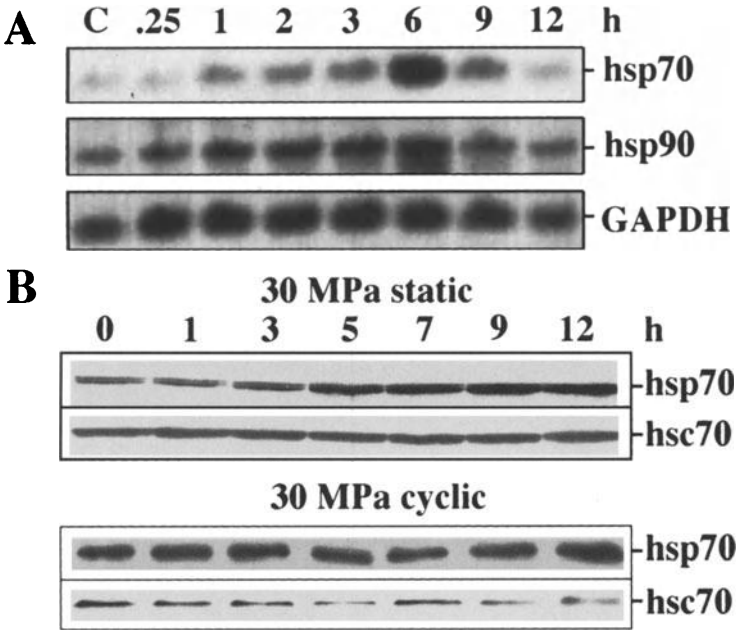 A C .25 1 2 3 6 9 12 h
hsp70
hsp90
GAPDH
B 30 MPa static
0 1 3 5 7 9 12 h
hsp70
hsc70
30 MPa cyclic
hsp70
hsc70